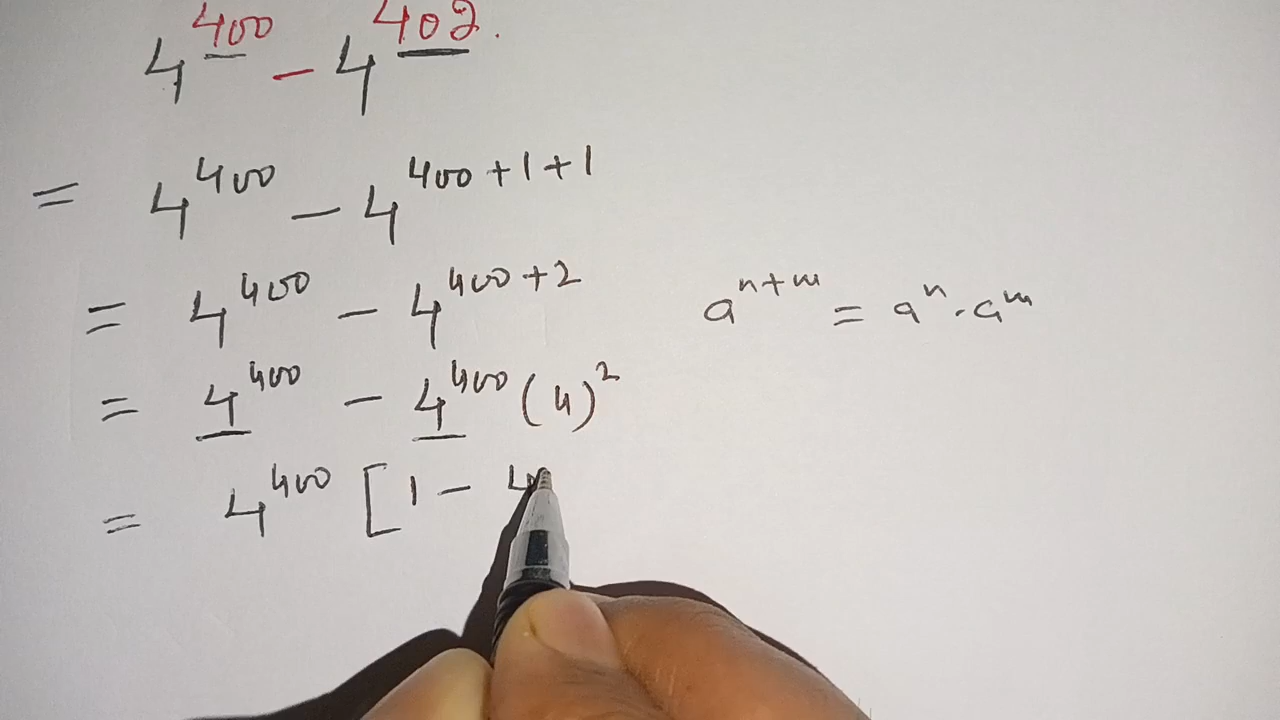 4^400 - 4^402.
= 4^400 - 4^400+1+1
= 4^400 - 4^400+2 a^n+m = a^n . a^m
= 4^400 - 4^400 (4)^2
= 4^400 [1 - 4